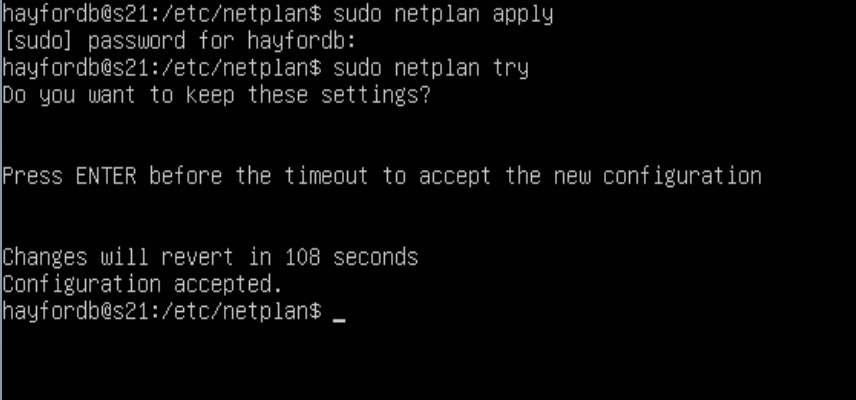 hayfordb@s21:/etc/netplan$ sudo netplan apply
[sudo] password for hayfordb:
hayfordb@s21:/etc/netplan$ sudo netplan try
Do you want to keep these settings?
Press ENTER before the timeout to accept the new configuration
Changes will revert in 108 seconds
Configuration accepted.
hayfordb@s21:/etc/netplan$ _